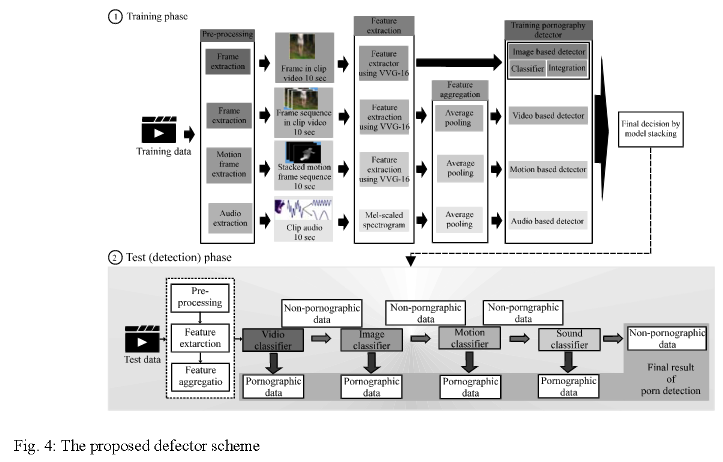 1 Training phase
Pre-processing
Feature
extraction
Training pornography
detector
Frame
extraction
Frame in clip
video 10 sec
Feature
extractor
using VVG-16
Image based detector
Classifier
Integration
Feature
aggregation
Training data
Frame
extraction
Frame sequence
in clip video
10 sec
Feature
extraction
using VVG-16
Average
pooling
Video based detector
Final decision by
model stacking
Motion
frame
extraction
Stacked motion
frame sequence
10 sec
Feature
extraction
using VVG-16
Average
pooling
Motion based detector
Audio
extraction
Clip audio
10 sec
Mel-scaled
spectrogram
Average
pooling
Audio based detector
2 Test (detection) phase
Test data
Pre-
processing
Feature
extarction
Feature
aggregatio
Vidio
classifier
Non-pornographic
data
Image
classifier
Non-pornrgraphic
data
Motion
classifier
Non-pornographic
data
Sound
classifier
Non-pornographic
data
Pornographic
data
Pornographic
data
Pornographic
data
Pornographic
data
Final result
of
porn detection
Fig. 4: The proposed defector scheme